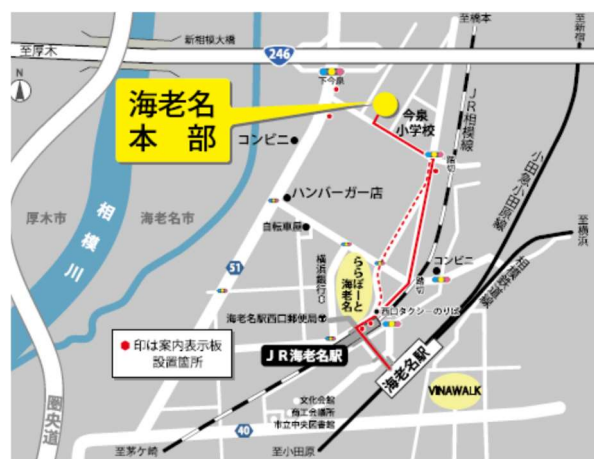 至厚木
新相模大橋
246
至橋本
至新宿
N
下今泉
海老名
本部
今泉
小学校
JR相模線
踏切
小田急小田原線
コンビニ
ハンバーガー店
厚木市
相模川
海老名市
自転車屋
至横浜
相模鉄道線
51
横浜銀行
ららぽーと
海老名
コンビニ
踏切
西口タクシーのりば
海老名駅西口郵便局
印は案内表示板
設置箇所
JR海老名駅
海老名駅
VINAWALK
圏央道
文化会館
商工会議所
市立中央図書館
40
至茅ケ崎
至小田原